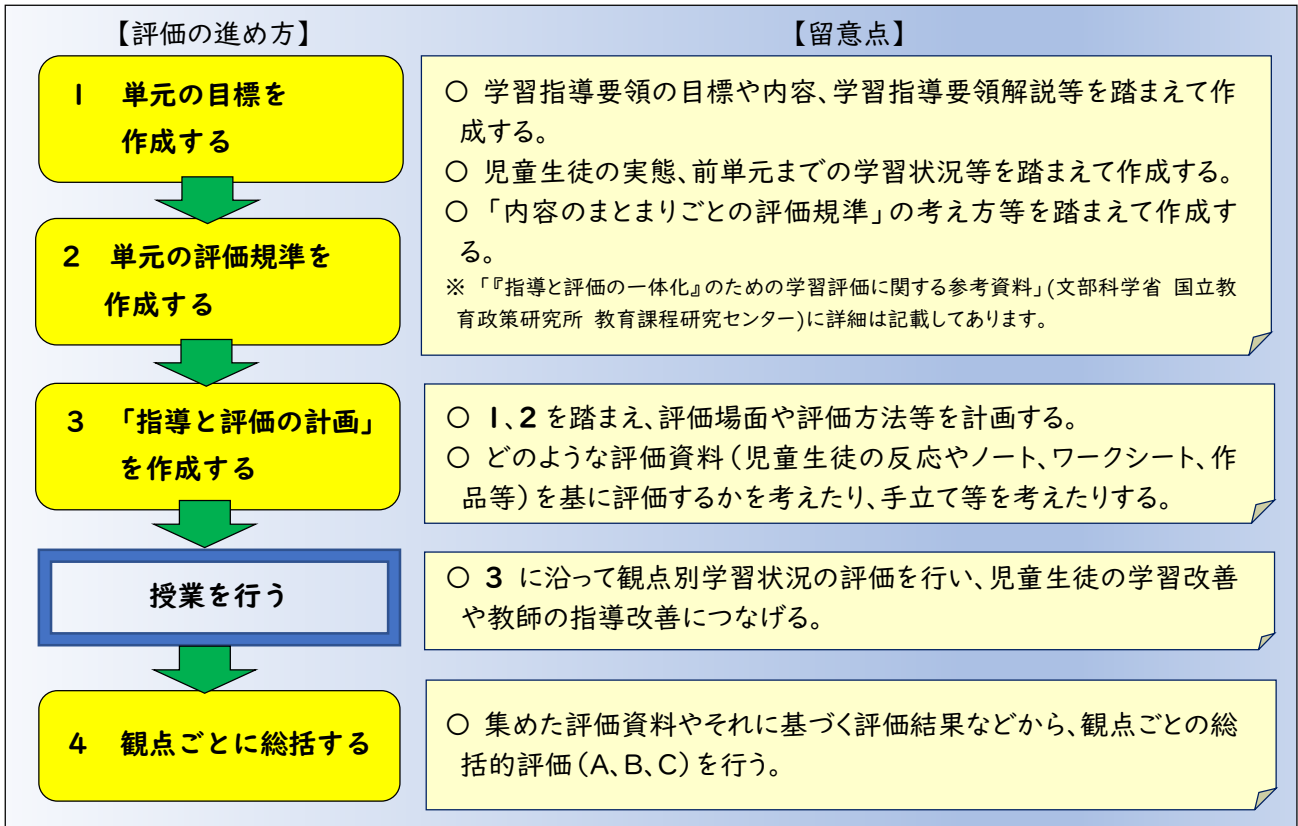 【評価の進め方】
【留意点】
1 単元の目標を
作成する
○ 学習指導要領の目標や内容、学習指導要領解説等を踏まえて作
成する。
○ 児童生徒の実態、前単元までの学習状況等を踏まえて作成する。
○ 「内容のまとまりごとの評価規準」の考え方等を踏まえて作成す
る。
※ 「『指導と評価の一体化』のための学習評価に関する参考資料」(文部科学省 国立教
育政策研究所 教育課程研究センター)に詳細は記載してあります。
2 単元の評価規準を
作成する
3 「指導と評価の計画」
を作成する
○ 1、2 を踏まえ、評価場面や評価方法等を計画する。
○ どのような評価資料(児童生徒の反応やノート、ワークシート、作
品等)を基に評価するかを考えたり、手立て等を考えたりする。
授業を行う
○ 3 に沿って観点別学習状況の評価を行い、児童生徒の学習改善
や教師の指導改善につなげる。
4 観点ごとに総括する
○ 集めた評価資料やそれに基づく評価結果などから、観点ごとの総
括的評価(A、B、C)を行う。